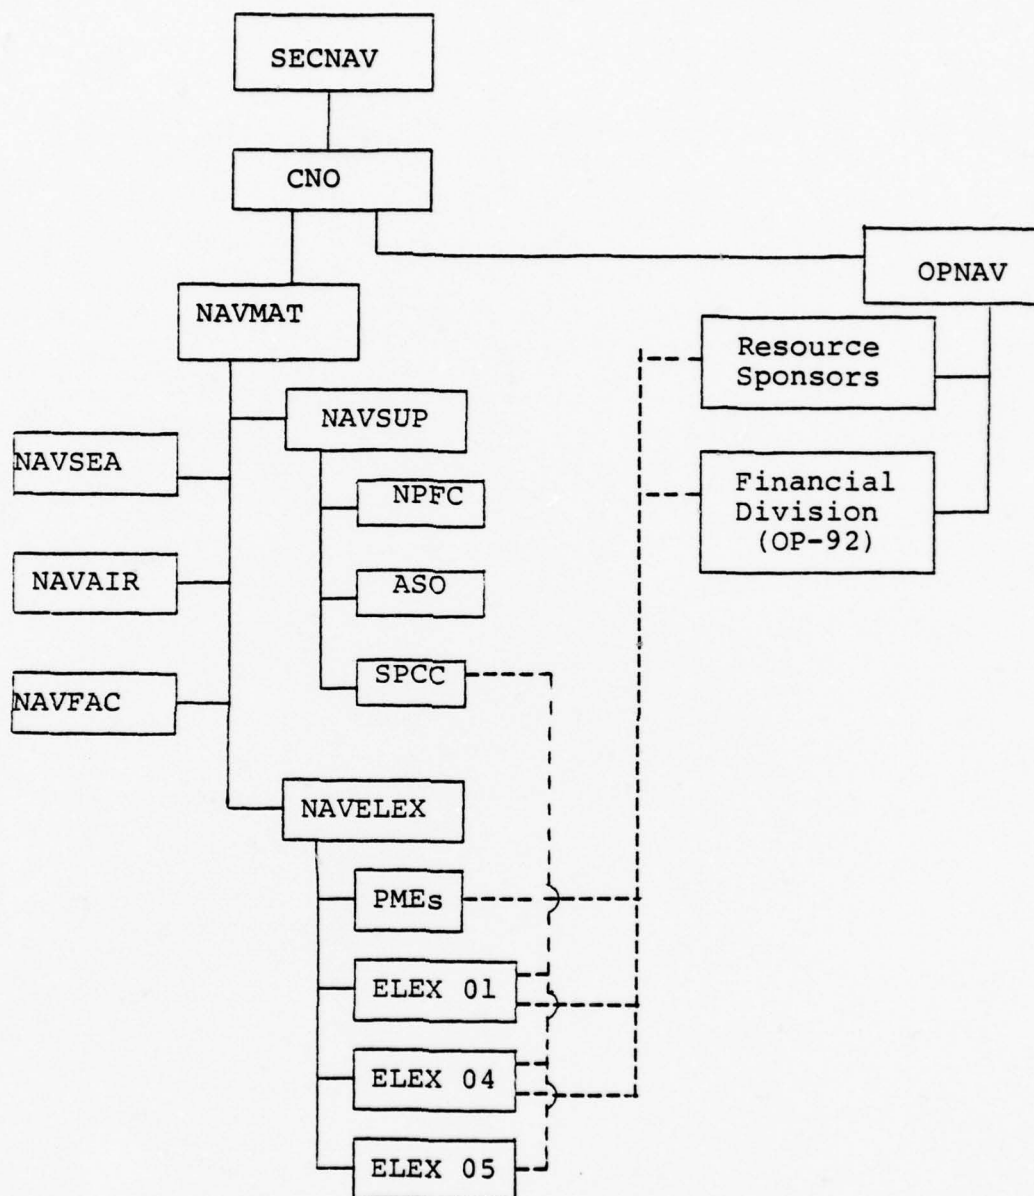 SECNAV
CNO
OPNAV
NAVMAT
Resource
Sponsors
NAVSUP
NAVSEA
Financial
Division
(OP-92)
NPFC
NAVAIR
ASO
SPCC
NAVFAC
NAVELEX
PMEs
ELEX 01
ELEX 04
ELEX 05